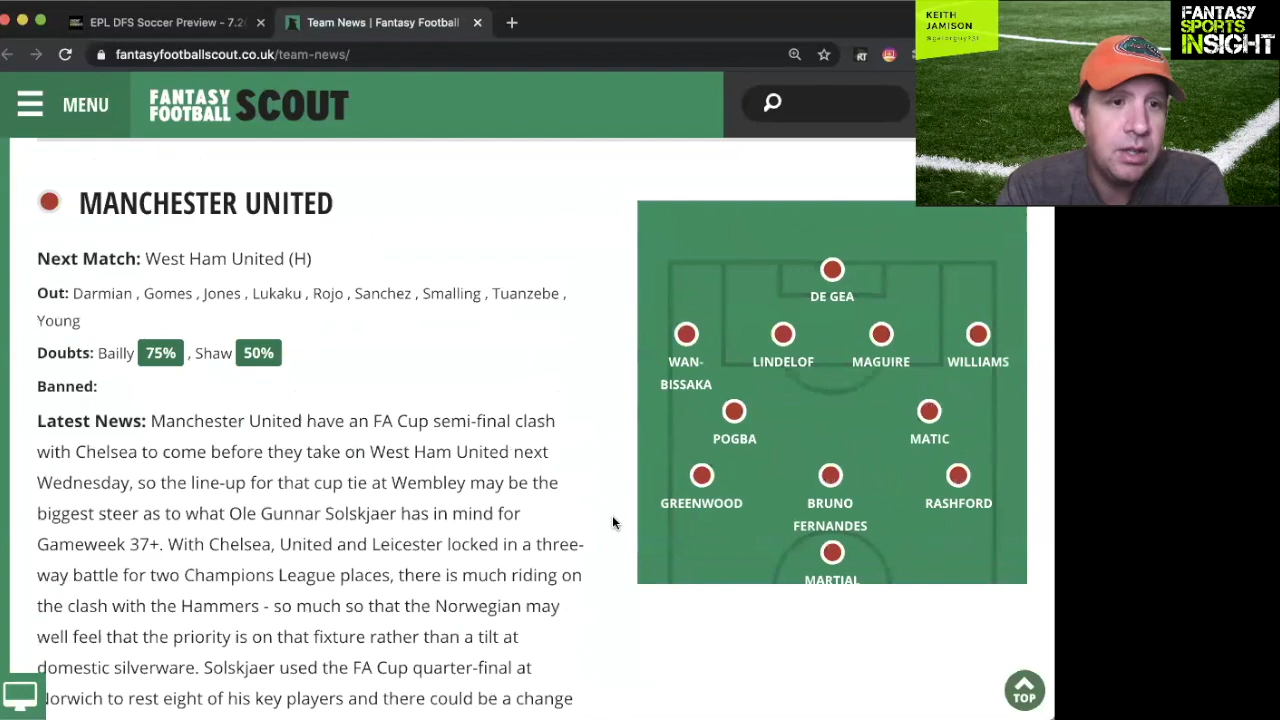 EPL DFS Soccer Preview - 7.2
Team News | Fantasy Football
fantasyfootballscout.co.uk/team-news/
RT
KEITH
JAMISON
FANTASY
SPORTS
INSIGHT
MENU
FANTASY
FOOTBALL SCOUT
MANCHESTER UNITED
Next Match: West Ham United (H)
Out: Darmian , Gomes , Jones , Lukaku , Rojo , Sanchez , Smalling , Tuanzebe ,
Young
Doubts: Bailly 75% , Shaw 50%
Banned:
Latest News: Manchester United have an FA Cup semi-final clash
with Chelsea to come before they take on West Ham United next
Wednesday, so the line-up for that cup tie at Wembley may be the
biggest steer as to what Ole Gunnar Solskjaer has in mind for
Gameweek 37+. With Chelsea, United and Leicester locked in a three-
way battle for two Champions League places, there is much riding on
the clash with the Hammers - so much so that the Norwegian may
well feel that the priority is on that fixture rather than a tilt at
domestic silverware. Solskjaer used the FA Cup quarter-final at
Norwich to rest eight of his key players and there could be a change
DE GEA
WAN-
BISSAKA
LINDELOF
MAGUIRE
WILLIAMS
POGBA
MATIC
GREENWOOD
BRUNO
FERNANDES
RASHFORD
MARTIAL
TOP